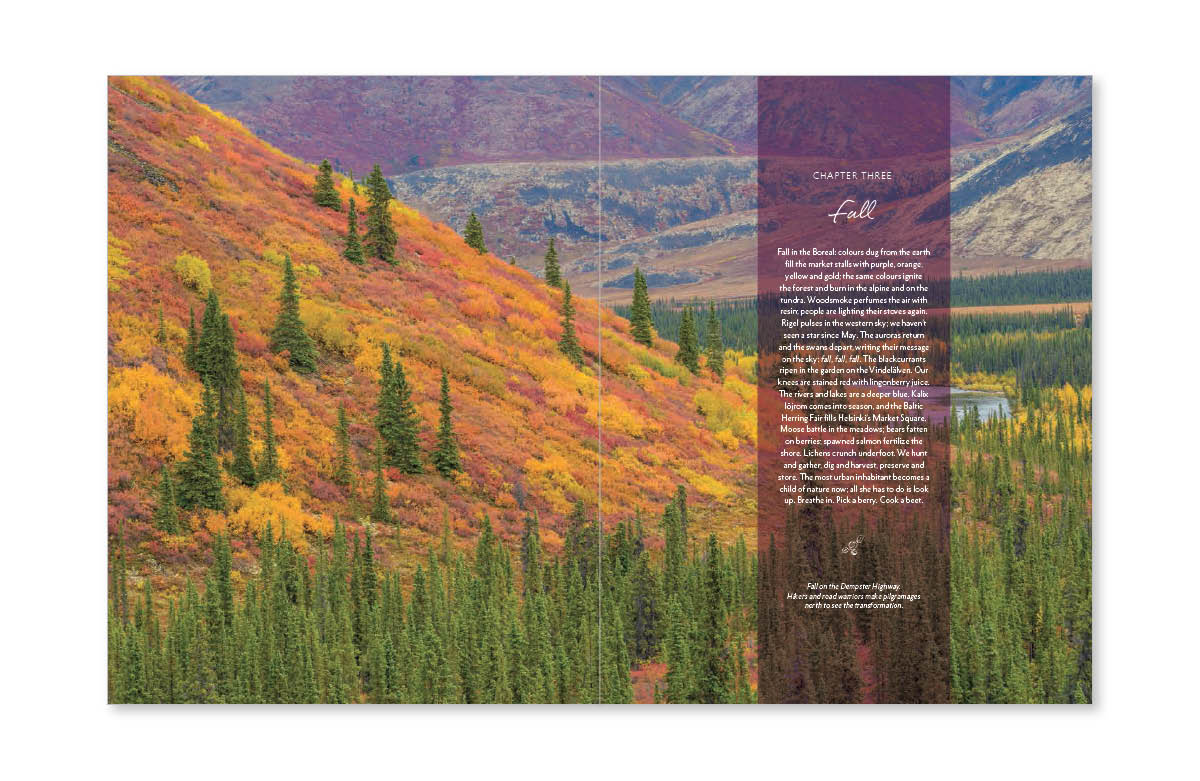 CHAPTER THREE
Fall
Fall in the Boreal: colours dug from the earth
fill the market stalls with purple, orange,
yellow and gold; the same colours ignite
the forest and burn in the alpine and on the
tundra. Woodsmoke perfumes the air with
resin; people are lighting their stoves again.
Rigel pulses in the western sky; we haven't
seen a star since May. The auroras return
and the swans depart, writing their message
on the sky: fall, fall, fall. The blackcurrants
ripen in the garden on the Vindelälven. Our
knees are stained red with lingonberry juice.
The rivers and lakes are a deeper blue. Kalix
löjrom comes into season, and the Baltic
Herring Fair fills Helsinki's Market Square.
Moose battle in the meadows; bears fatten
on berries; spawned salmon fertilize the
shore. Lichens crunch underfoot. We hunt
and gather, dig and harvest, preserve and
store. The most urban inhabitant becomes a
child of nature now; all she has to do is look
up. Breathe in. Pick a berry. Cook a beet.
Fall on the Dempster Highway.
Hikers and road warriors make pilgramages
north to see the transformation.